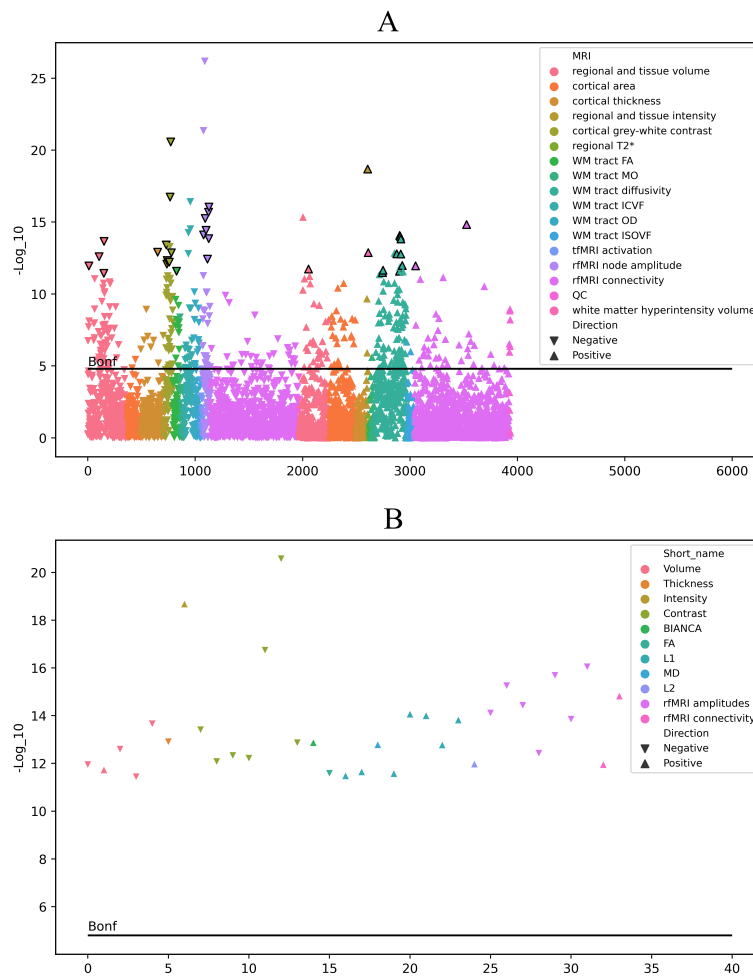 A
MRI
regional and tissue volume
cortical area
cortical thickness
regional and tissue intensity
cortical grey-white contrast
regional T2*
WM tract FA
WM tract MO
WM tract diffusivity
WM tract ICVF
WM tract OD
WM tract ISOVF
tfMRI activation
rfMRI node amplitude
rfMRI connectivity
QC
white matter hyperintensity volume
Direction
Negative
Positive
-Log_10
25
20
15
10
5
0
Bonf
0 1000 2000 3000 4000 5000 6000
B
Short_name
Volume
Thickness
Intensity
Contrast
BIANCA
FA
L1
MD
L2
rfMRI amplitudes
rfMRI connectivity
Direction
Negative
Positive
-Log_10
20
18
16
14
12
10
8
6
Bonf
0 5 10 15 20 25 30 35 40